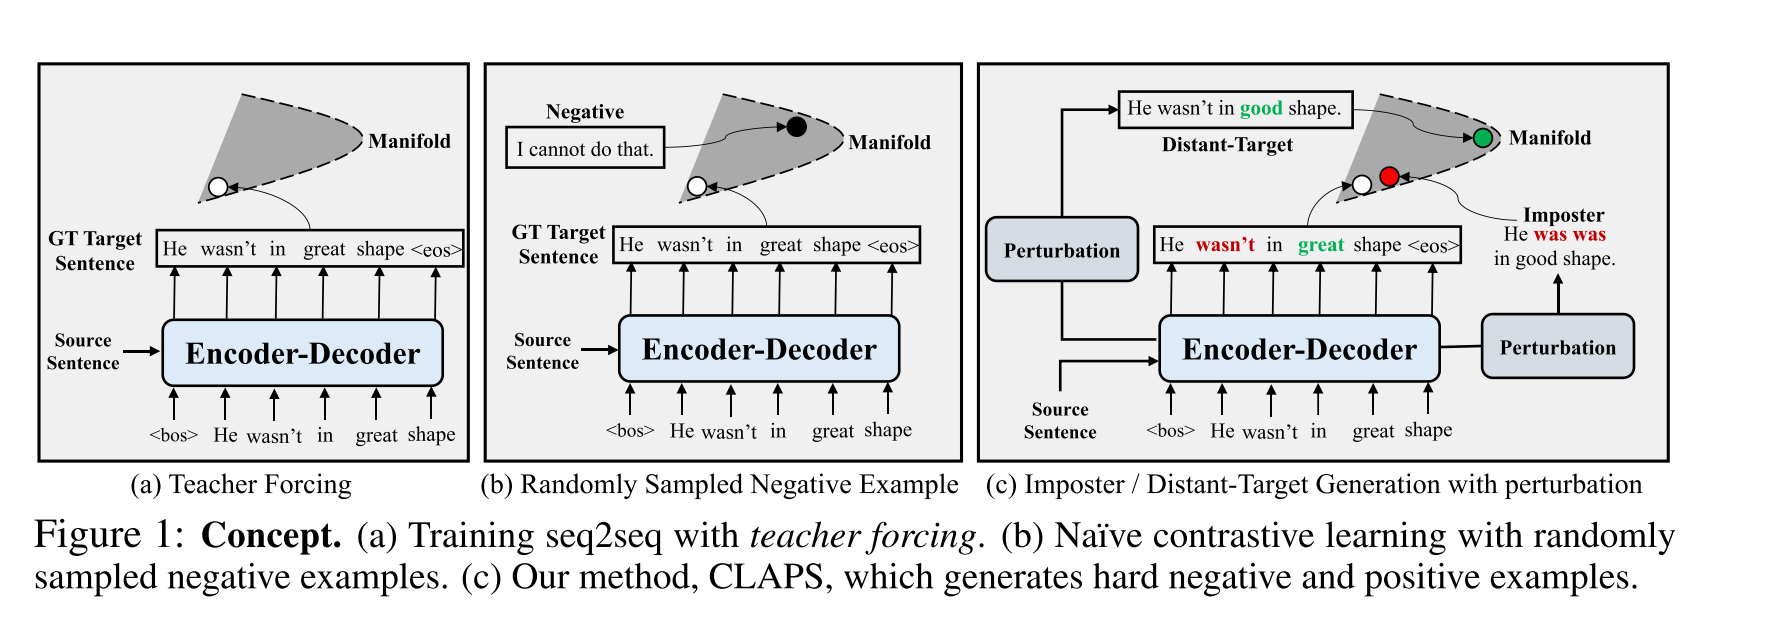 Manifold
GT Target
Sentence
He wasn’t in great shape <eos>
Source
Sentence
Encoder-Decoder
<bos> He wasn’t in great shape
(a) Teacher Forcing
Negative
I cannot do that.
Manifold
GT Target
Sentence
He wasn’t in great shape <eos>
Source
Sentence
Encoder-Decoder
<bos> He wasn’t in great shape
(b) Randomly Sampled Negative Example
He wasn’t in good shape.
Distant-Target
Manifold
Perturbation
He wasn’t in great shape <eos>
Imposter
He was was
in good shape.
Encoder-Decoder
Perturbation
Source
Sentence
<bos> He wasn’t in great shape
(c) Imposter / Distant-Target Generation with perturbation
Figure 1: Concept. (a) Training seq2seq with teacher forcing. (b) Naïve contrastive learning with randomly
sampled negative examples. (c) Our method, CLAPS, which generates hard negative and positive examples.